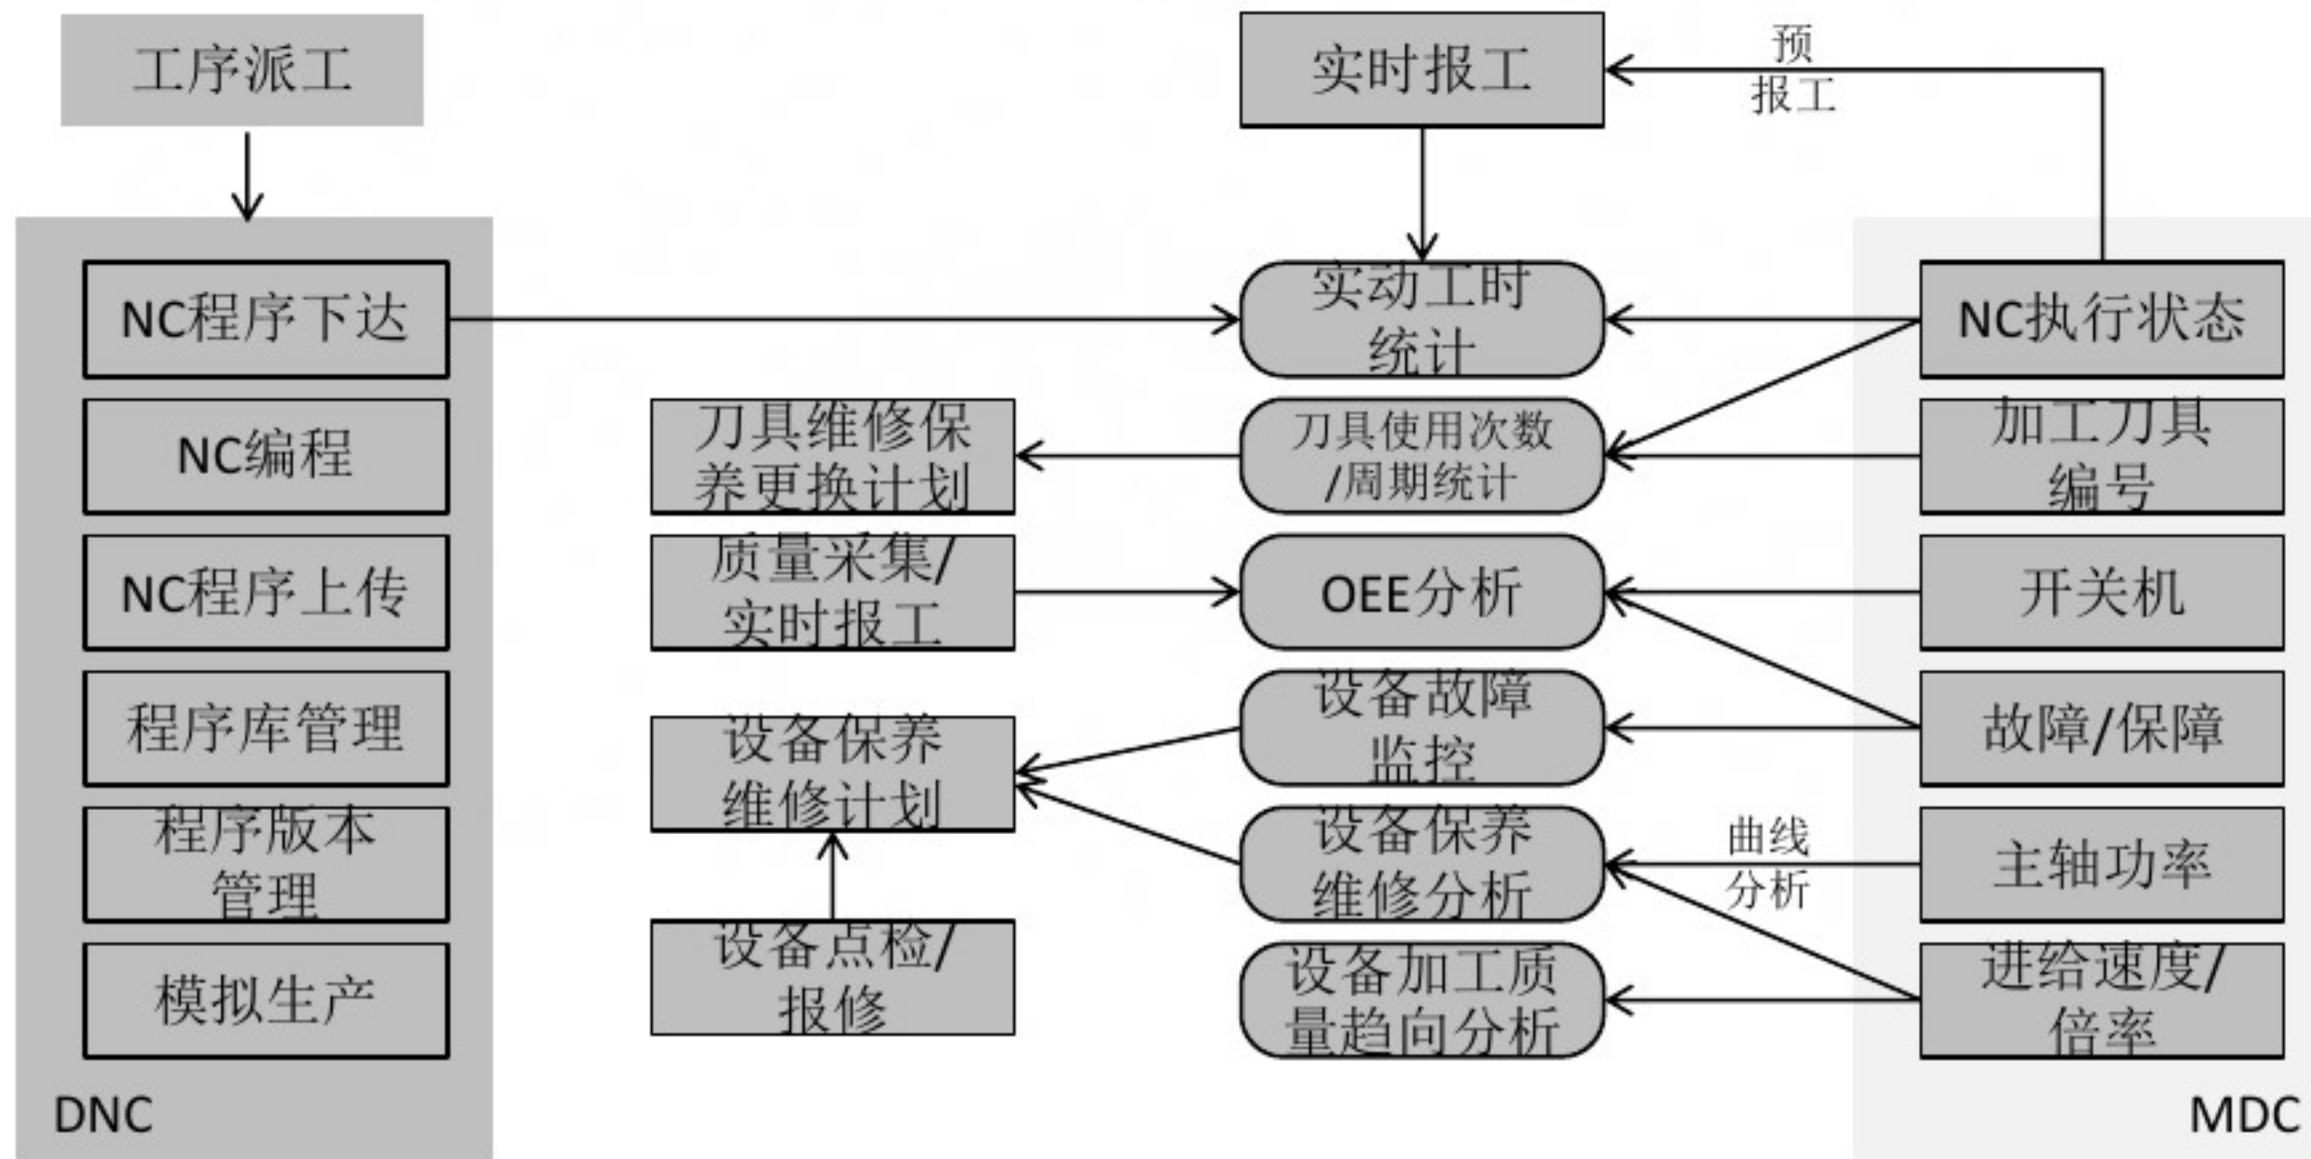 工序派工
实时报工
预
报工
NC程序下达
实动工时
统计
NC执行状态
NC编程
刀具维修保
养更换计划
刀具使用次数
/周期统计
加工刀具
编号
NC程序上传
质量采集/
实时报工
OEE分析
开关机
程序库管理
设备保养
维修计划
设备故障
监控
故障/保障
程序版本
管理
设备保养
维修分析
曲线
分析
主轴功率
模拟生产
设备点检/
报修
设备加工质
量趋向分析
进给速度/
倍率
DNC
MDC